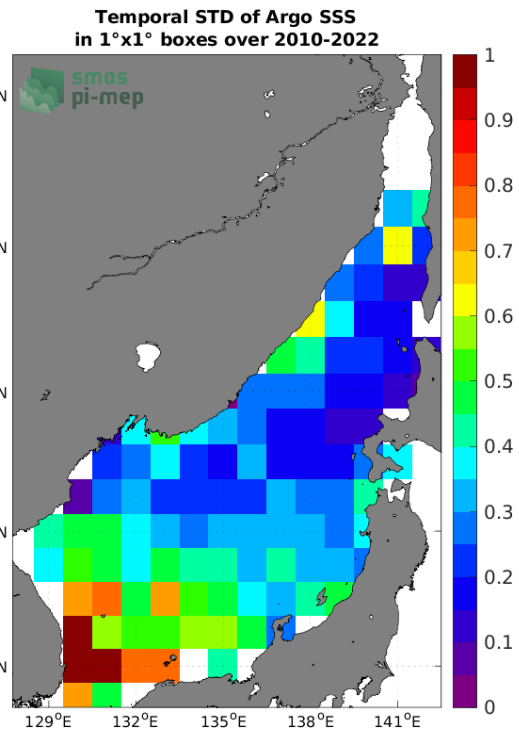 Temporal STD of Argo SSS
in 1°x1° boxes over 2010-2022
smos
pi-mep
N
N
N
N
N
1
0.9
0.8
0.7
0.6
0.5
0.4
0.3
0.2
0.1
0
129°E 132°E 135°E 138°E 141°E